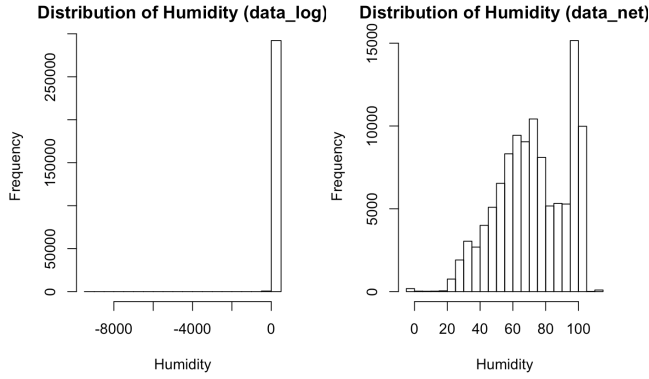 Distribution of Humidity (data_log)
Frequency
0
50000
150000
250000
-8000
-4000
0
Humidity
Distribution of Humidity (data_net)
Frequency
0
5000
10000
15000
0
20
40
60
80
100
Humidity